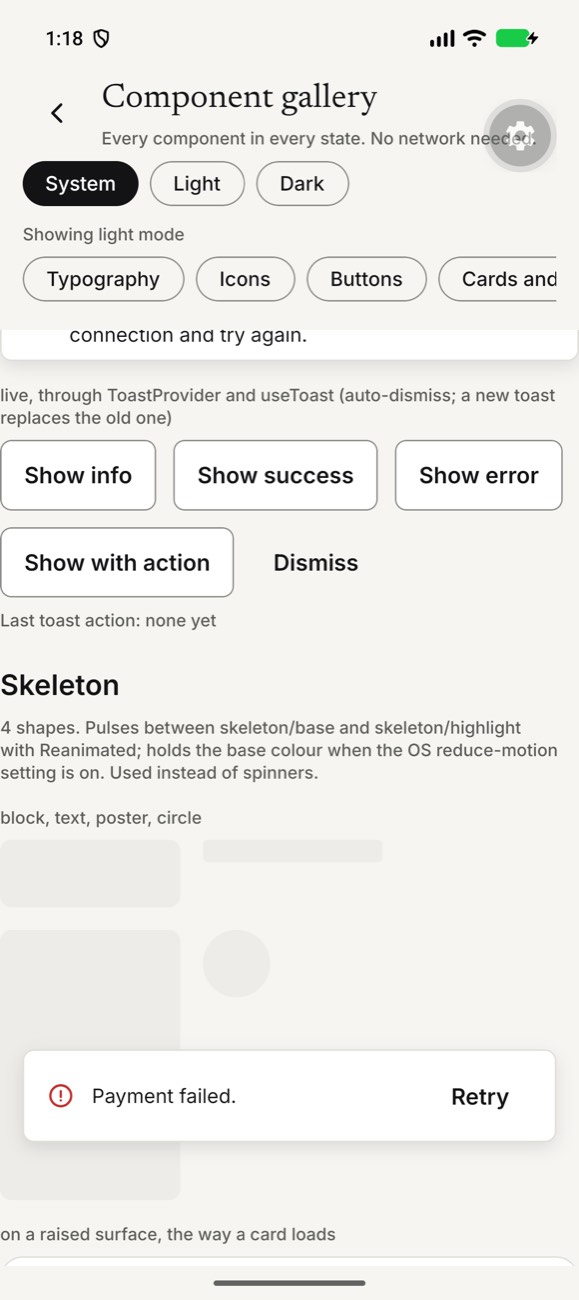 1:18
Component gallery
Every component in every state. No network needed.
System
Light
Dark
Showing light mode
Typography
Icons
Buttons
Cards and
connection and try again.
live, through ToastProvider and useToast (auto-dismiss; a new toast
replaces the old one)
Show info
Show success
Show error
Show with action
Dismiss
Last toast action: none yet
Skeleton
4 shapes. Pulses between skeleton/base and skeleton/highlight
with Reanimated; holds the base colour when the OS reduce-motion
setting is on. Used instead of spinners.
block, text, poster, circle
Payment failed.
Retry
on a raised surface, the way a card loads